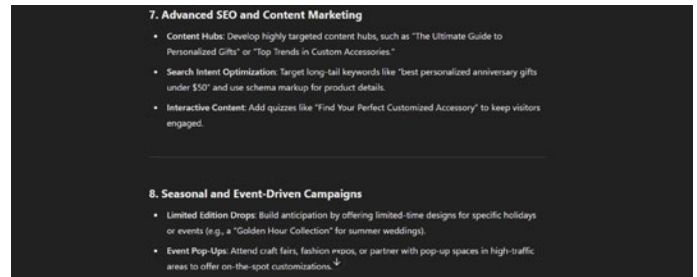 7. Advanced SEO and Content Marketing
• Content Hubs: Develop highly targeted content hubs, such as "The Ultimate Guide to
Personalized Gifts" or "Top Trends in Custom Accessories."
• Search Intent Optimization: Target long-tail keywords like "best personalized anniversary gifts
under $50" and use schema markup for product details.
• Interactive Content: Add quizzes like "Find Your Perfect Customized Accessory" to keep visitors
engaged.
8. Seasonal and Event-Driven Campaigns
• Limited Edition Drops: Build anticipation by offering limited-time designs for specific holidays
or events (e.g., a "Golden Hour Collection" for summer weddings).
• Event Pop-Ups: Attend craft fairs, fashion expos, or partner with pop-up spaces in high-traffic
areas to offer on-the-spot customizations.